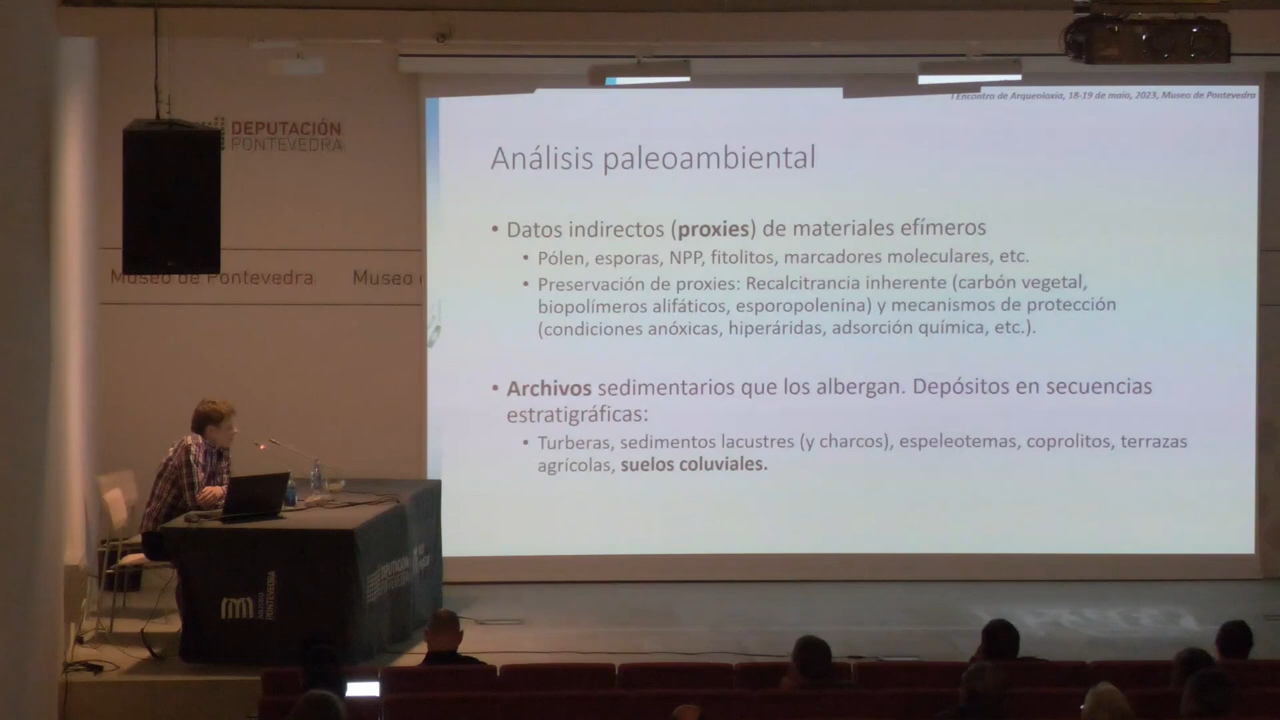 I Encontro de Arqueoloxía, 18-19 de maio, 2023, Museo de Pontevedra
DEPUTACIÓN
PONTEVEDRA
Análisis paleoambiental
• Datos indirectos (proxies) de materiales efímeros
• Pólen, esporas, NPP, fitolitos, marcadores moleculares, etc.
• Preservación de proxies: Recalcitrancia inherente (carbón vegetal,
biopolímeros alifáticos, esporopolenina) y mecanismos de protección
(condiciones anóxicas, hiperáridas, adsorción química, etc.).
Museo de Pontevedra
Museo
• Archivos sedimentarios que los albergan. Depósitos en secuencias
estratigráficas:
• Turberas, sedimentos lacustres (y charcos), espeleotemas, coprolitos, terrazas
agrícolas, suelos coluviales.
DEPUTACIÓN
MUSEO
PONTEVEDRA